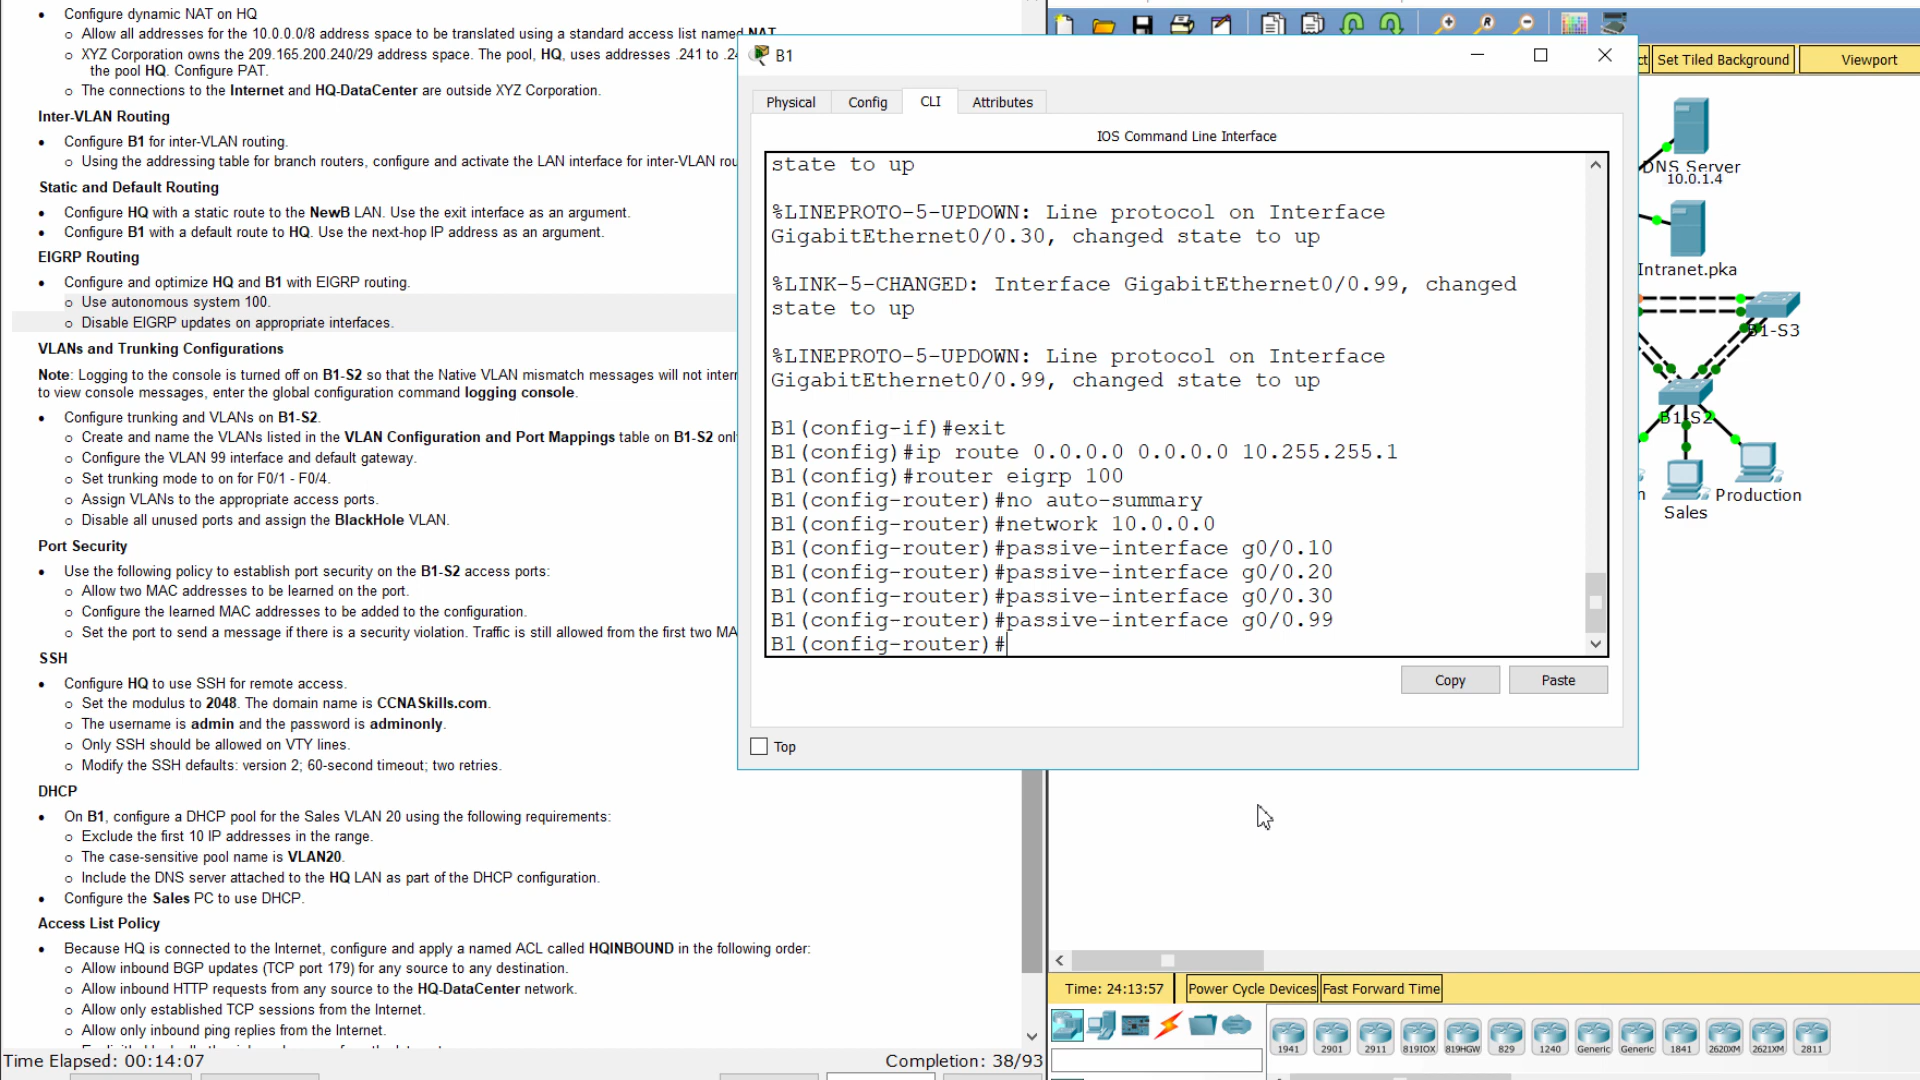 Configure dynamic NAT on HQ
Allow all addresses for the 10.0.0.0/8 address space to be translated using a standard access list named NAT.
XYZ Corporation owns the 209.165.200.240/29 address space. The pool, HQ, uses addresses .241 to .24
the pool HQ. Configure PAT.
The connections to the Internet and HQ-DataCenter are outside XYZ Corporation.
Inter-VLAN Routing
Configure B1 for inter-VLAN routing.
Using the addressing table for branch routers, configure and activate the LAN interface for inter-VLAN rou
Static and Default Routing
Configure HQ with a static route to the NewB LAN. Use the exit interface as an argument.
Configure B1 with a default route to HQ. Use the next-hop IP address as an argument.
EIGRP Routing
Configure and optimize HQ and B1 with EIGRP routing.
Use autonomous system 100.
Disable EIGRP updates on appropriate interfaces.
VLANs and Trunking Configurations
Note: Logging to the console is turned off on B1-S2 so that the Native VLAN mismatch messages will not inter
to view console messages, enter the global configuration command logging console.
Configure trunking and VLANs on B1-S2.
Create and name the VLANs listed in the VLAN Configuration and Port Mappings table on B1-S2 onl
Configure the VLAN 99 interface and default gateway.
Set trunking mode to on for F0/1 - F0/4.
Assign VLANs to the appropriate access ports.
Disable all unused ports and assign the BlackHole VLAN.
Port Security
Use the following policy to establish port security on the B1-S2 access ports:
Allow two MAC addresses to be learned on the port.
Configure the learned MAC addresses to be added to the configuration.
Set the port to send a message if there is a security violation. Traffic is still allowed from the first two MA
SSH
Configure HQ to use SSH for remote access.
Set the modulus to 2048. The domain name is CCNASkills.com.
The username is admin and the password is adminonly.
Only SSH should be allowed on VTY lines.
Modify the SSH defaults: version 2; 60-second timeout; two retries.
DHCP
On B1, configure a DHCP pool for the Sales VLAN 20 using the following requirements:
Exclude the first 10 IP addresses in the range.
The case-sensitive pool name is VLAN20.
Include the DNS server attached to the HQ LAN as part of the DHCP configuration.
Configure the Sales PC to use DHCP.
Access List Policy
Because HQ is connected to the Internet, configure and apply a named ACL called HQINBOUND in the following order:
Allow inbound BGP updates (TCP port 179) for any source to any destination.
Allow inbound HTTP requests from any source to the HQ-DataCenter network.
Allow only established TCP sessions from the Internet.
Allow only inbound ping replies from the Internet.
Time Elapsed: 00:14:07
Completion: 38/93
B1
Physical Config CLI Attributes
IOS Command Line Interface
state to up
%LINEPROTO-5-UPDOWN: Line protocol on Interface
GigabitEthernet0/0.30, changed state to up
%LINK-5-CHANGED: Interface GigabitEthernet0/0.99, changed
state to up
%LINEPROTO-5-UPDOWN: Line protocol on Interface
GigabitEthernet0/0.99, changed state to up
B1(config-if)#exit
B1(config)#ip route 0.0.0.0 0.0.0.0 10.255.255.1
B1(config)#router eigrp 100
B1(config-router)#no auto-summary
B1(config-router)#network 10.0.0.0
B1(config-router)#passive-interface g0/0.10
B1(config-router)#passive-interface g0/0.20
B1(config-router)#passive-interface g0/0.30
B1(config-router)#passive-interface g0/0.99
B1(config-router)#
Copy Paste
Top
ct Set Tiled Background Viewport
DNS Server
10.0.1.4
Intranet.pka
B1-S3
B1-S2
n
Sales
Production
Time: 24:13:57 Power Cycle Devices Fast Forward Time
1941 2901 2911 819IOX 819HGW 829 1240 Generic Generic 1841 2620XM 2621XM 2811